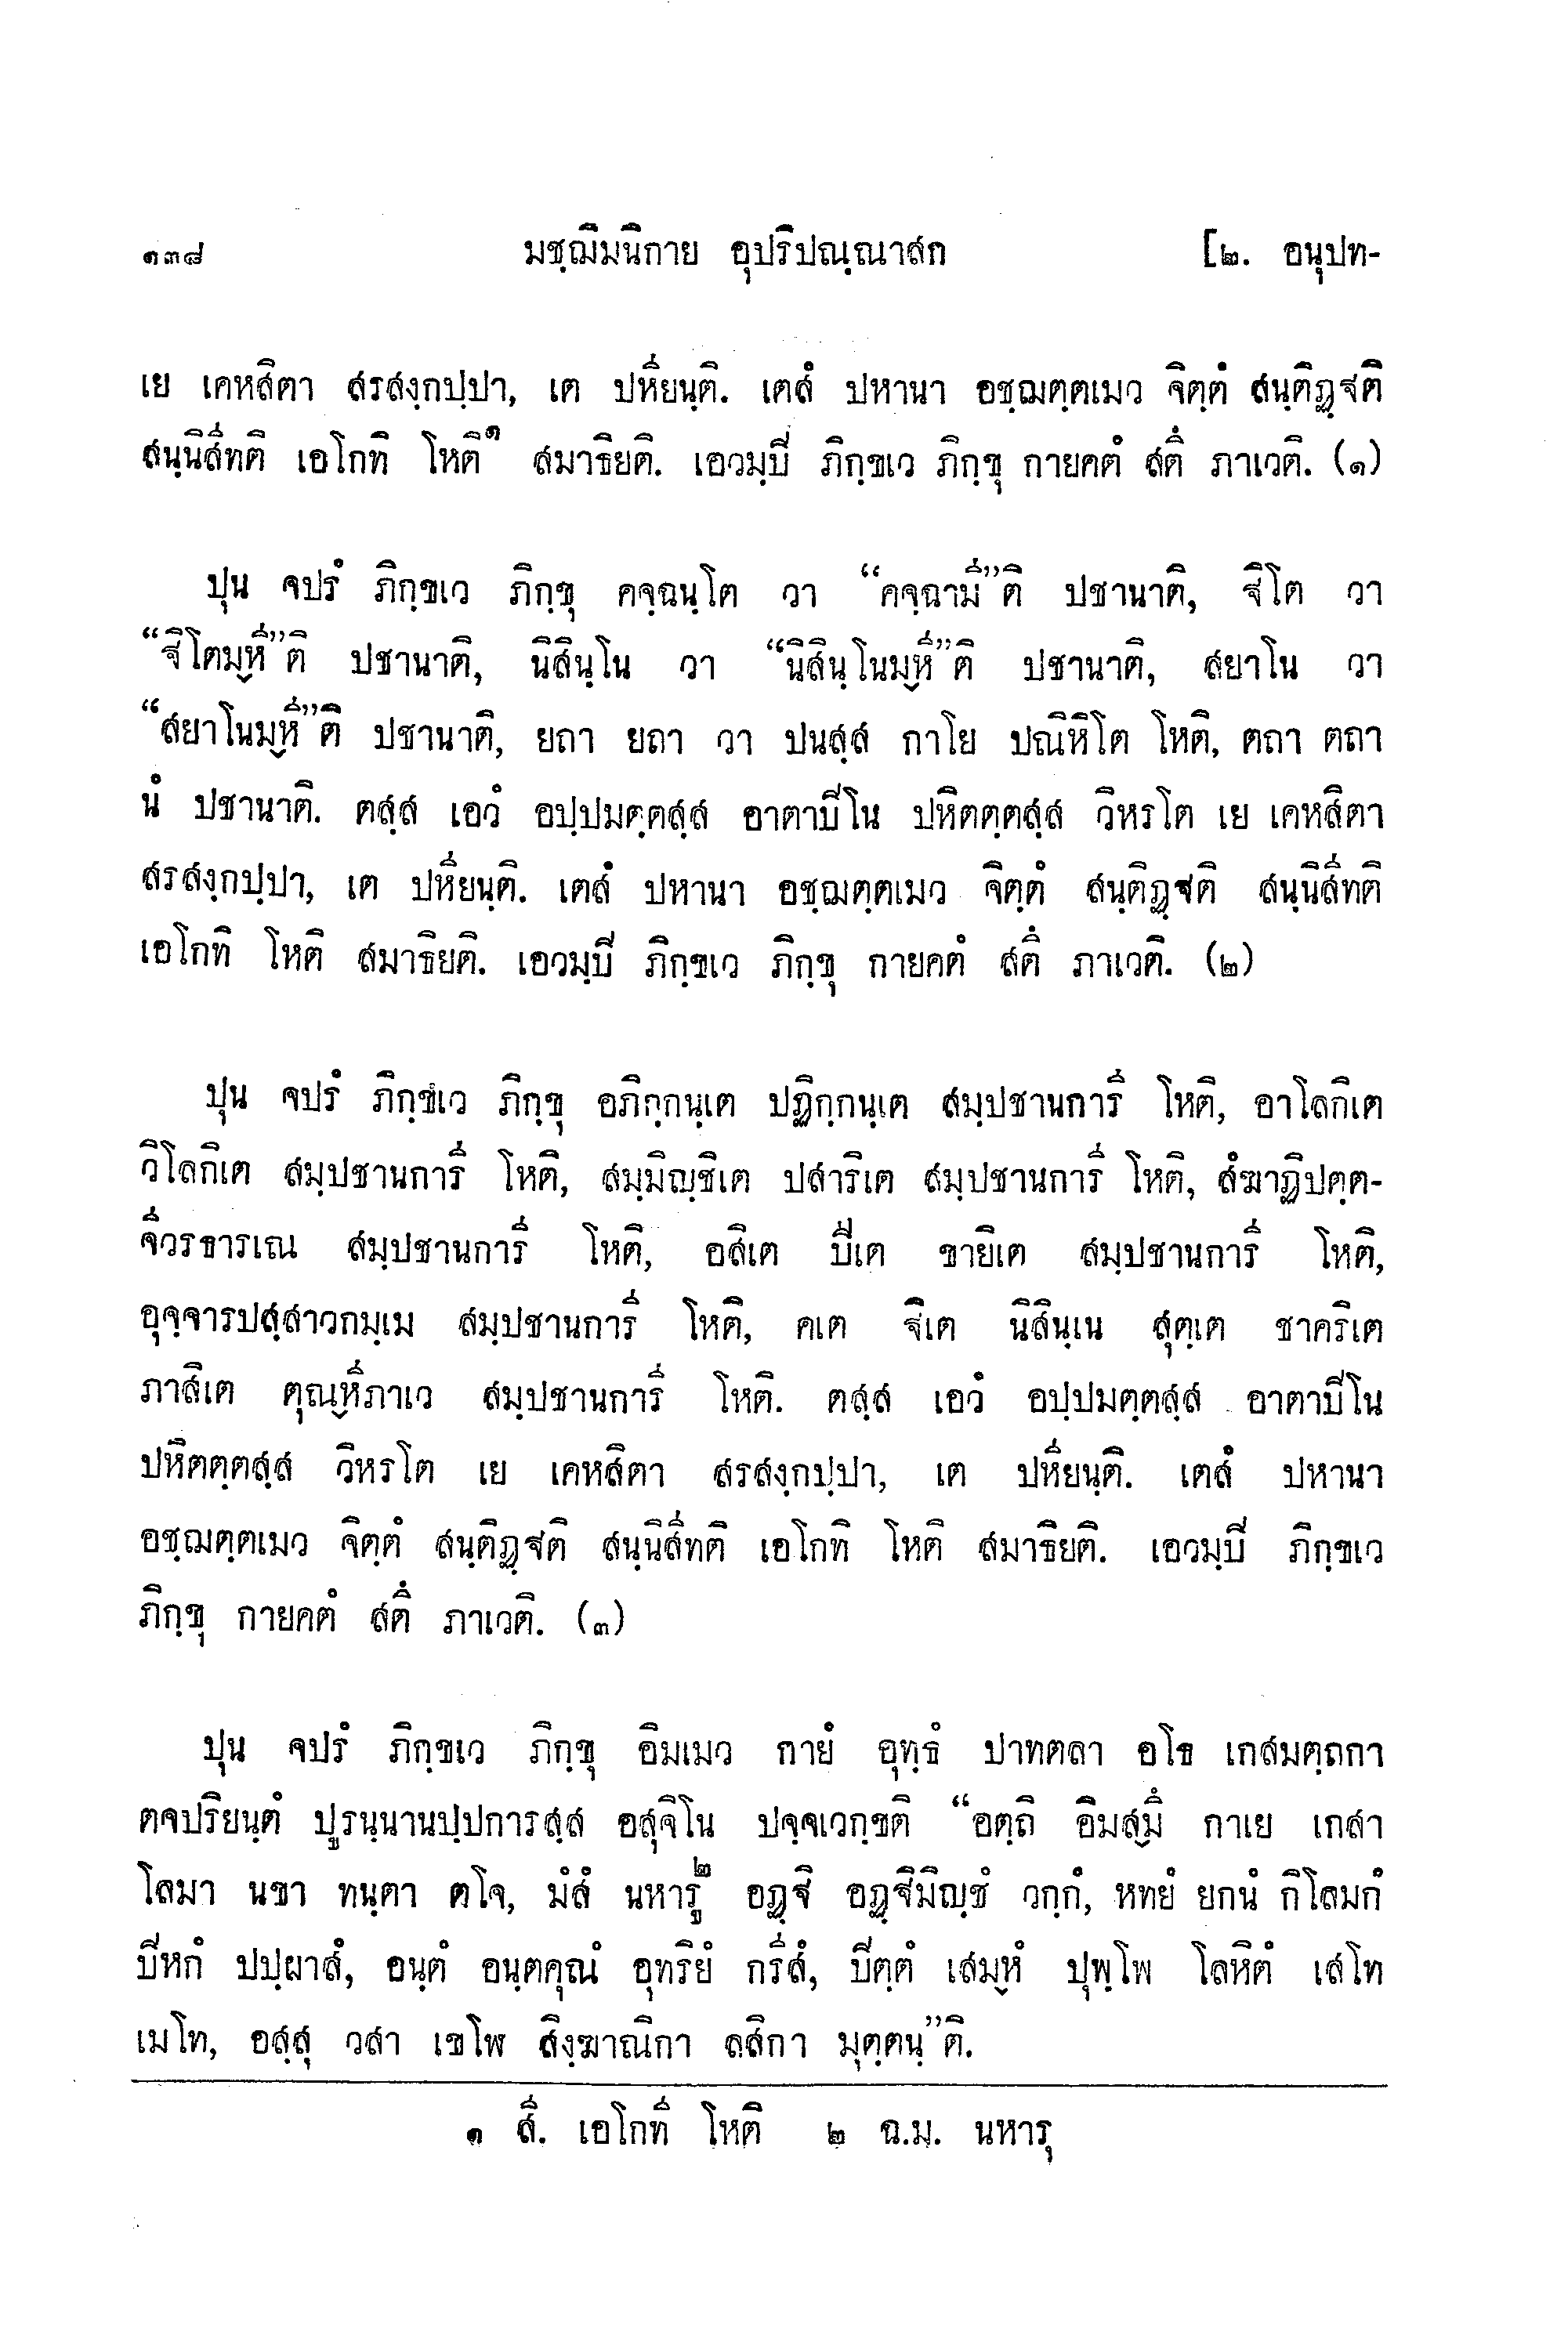 ๑๓๘ มชฺฌิมนิกาย อุปริปณฺณาสก [๒. อนุปท-
เย เคหสิตา สรสงฺกปฺปา, เต ปหียนฺติ. เตสํ ปหานา อชฺฌตฺตเมว จิตฺตํ สนฺติฏฺฐติ
สนฺนิสีทติ เอโกทิ โหติ๑ สมาธิยติ. เอวมฺปิ ภิกฺขเว ภิกฺขุ กายคตํ สตึ ภาเวติ. (๑)
ปุน จปรํ ภิกฺขเว ภิกฺขุ คจฺฉนฺโต วา “คจฺฉามี”ติ ปชานาติ, ฐิโต วา
“ฐิโตมฺหี”ติ ปชานาติ, นิสินฺโน วา “นิสินฺโนมฺหี”ติ ปชานาติ, สยาโน วา
“สยาโนมฺหี”ติ ปชานาติ, ยถา ยถา วา ปนสฺส กาโย ปณิหิโต โหติ, ตถา ตถา
นํ ปชานาติ. ตสฺส เอวํ อปฺปมตฺตสฺส อาตาปิโน ปหิตตฺตสฺส วิหรโต เย เคหสิตา
สรสงฺกปฺปา, เต ปหียนฺติ. เตสํ ปหานา อชฺฌตฺตเมว จิตฺตํ สนฺติฏฺฐติ สนฺนิสีทติ
เอโกทิ โหติ สมาธิยติ. เอวมฺปิ ภิกฺขเว ภิกฺขุ กายคตํ สตึ ภาเวติ. (๒)
ปุน จปรํ ภิกฺขเว ภิกฺขุ อภิกฺกนฺเต ปฏิกฺกนฺเต สมฺปชานการี โหติ, อาโลกิเต
วิโลกิเต สมฺปชานการี โหติ, สมฺมิญฺชิเต ปสาริเต สมฺปชานการี โหติ, สํฆาฏิปตฺต-
จีวรธารเณ สมฺปชานการี โหติ, อสิเต ปีเต ขายิเต สมฺปชานการี โหติ,
อุจฺจารปสฺสาวกมฺเม สมฺปชานการี โหติ, คเต ฐิเต นิสินฺเน สุตฺเต ชาคริเต
ภาสิเต ตุณฺหีภาเว สมฺปชานการี โหติ. ตสฺส เอวํ อปฺปมตฺตสฺส อาตาปิโน
ปหิตตฺตสฺส วิหรโต เย เคหสิตา สรสงฺกปฺปา, เต ปหียนฺติ. เตสํ ปหานา
อชฺฌตฺตเมว จิตฺตํ สนฺติฏฺฐติ สนฺนิสีทติ เอโกทิ โหติ สมาธิยติ. เอวมฺปิ ภิกฺขเว
ภิกฺขุ กายคตํ สตึ ภาเวติ. (๓)
ปุน จปรํ ภิกฺขเว ภิกฺขุ อิมเมว กายํ อุทฺธํ ปาทตลา อโธ เกสมตฺถกา
ตจปริยนฺตํ ปูรนฺนานปฺปการสฺส อสุจิโน ปจฺจเวกฺขติ “อตฺถิ อิมสฺมึ กาเย เกสา
โลมา นขา ทนฺตา ตโจ, มํสํ นหารู๒ อฏฺฐิ อฏฺฐิมิญฺชํ วกฺกํ, หทยํ ยกนํ กิโลมกํ
ปิหกํ ปปฺผาสํ, อนฺตํ อนฺตคุณํ อุทริยํ กรีสํ, ปิตฺตํ เสมฺหํ ปุพฺโพ โลหิตํ เสโท
เมโท, อสฺสุ วสา เขโฬ สิงฺฆาณิกา ลสิกา มุตฺตนฺ”ติ.
๑ สี. เอโกที โหติ ๒ ฉ.ม. นหารุ